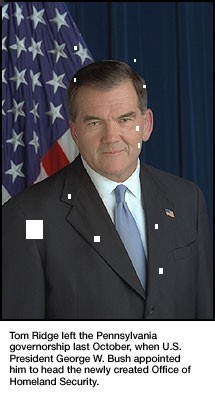 Tom Ridge left the Pennsylvania
governorship last October, when U.S.
President George W. Bush appointed
him to head the newly created Office of
Homeland Security.